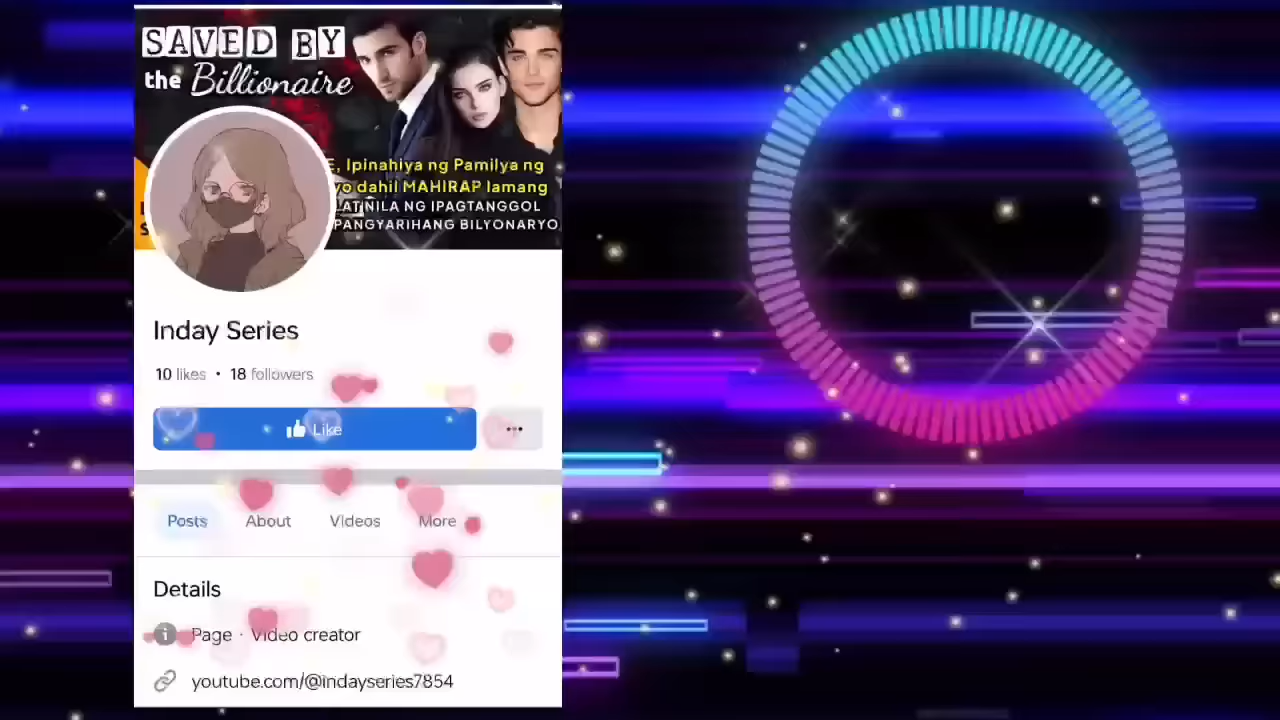 SAVED BY
the Billionaire
Ipinahiya ng Pamilya ng
dahil MAHIRAP lamang
NILA NG IPAGTANGGOL
PANGYARIHANG BILYONARYO
Inday Series
10 likes • 18 followers
Like
Posts About Videos More
Details
Page · Video creator
youtube.com/@indayseries7854